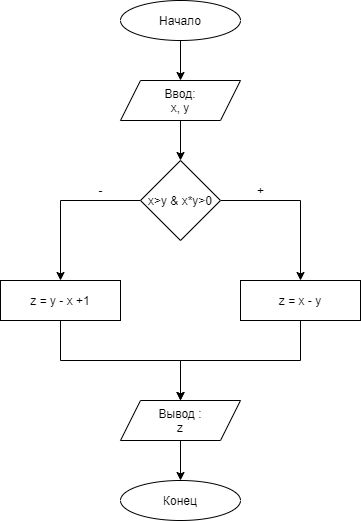 Начало
Ввод:
x, y
x>y & x*y>0
-
+
z = y - x +1
z = x - y
Вывод :
z
Конец